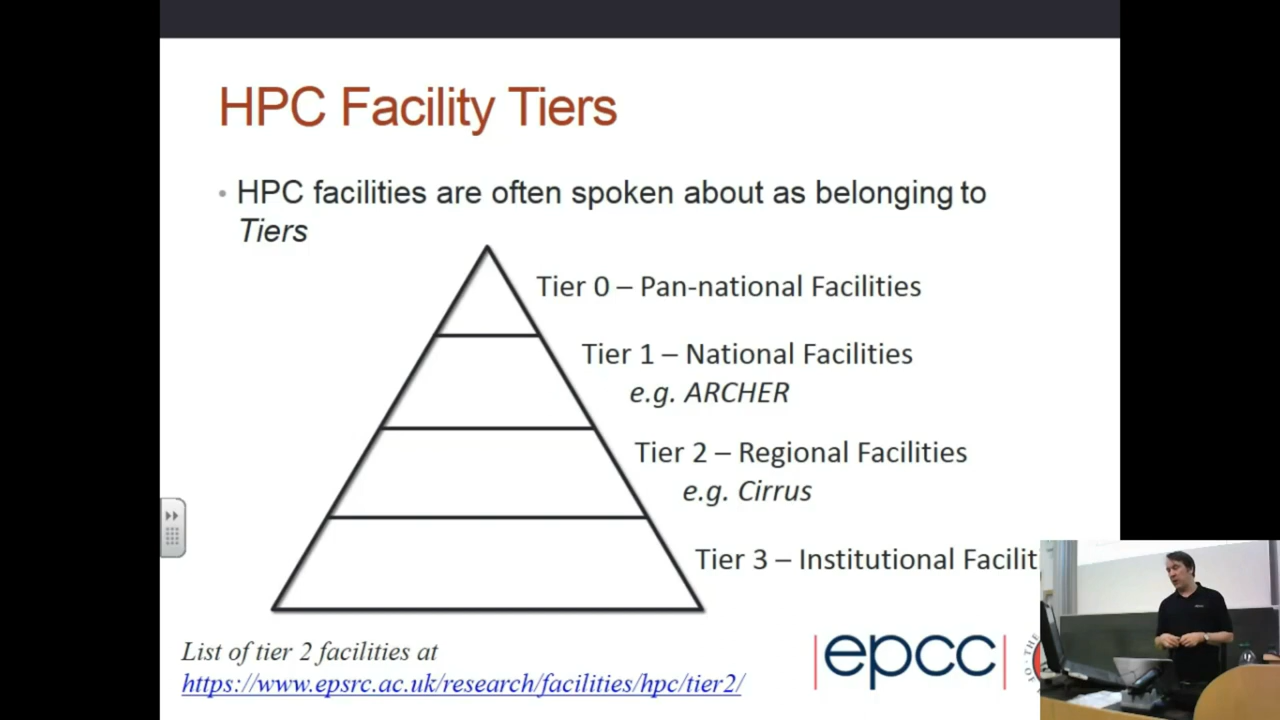 HPC Facility Tiers
• HPC facilities are often spoken about as belonging to
Tiers
Tier 0 – Pan-national Facilities
Tier 1 – National Facilities
e.g. ARCHER
Tier 2 – Regional Facilities
e.g. Cirrus
Tier 3 – Institutional
List of tier 2 facilities at
https://www.epsrc.ac.uk/research/facilities/hpc/tier2/
|epcc|